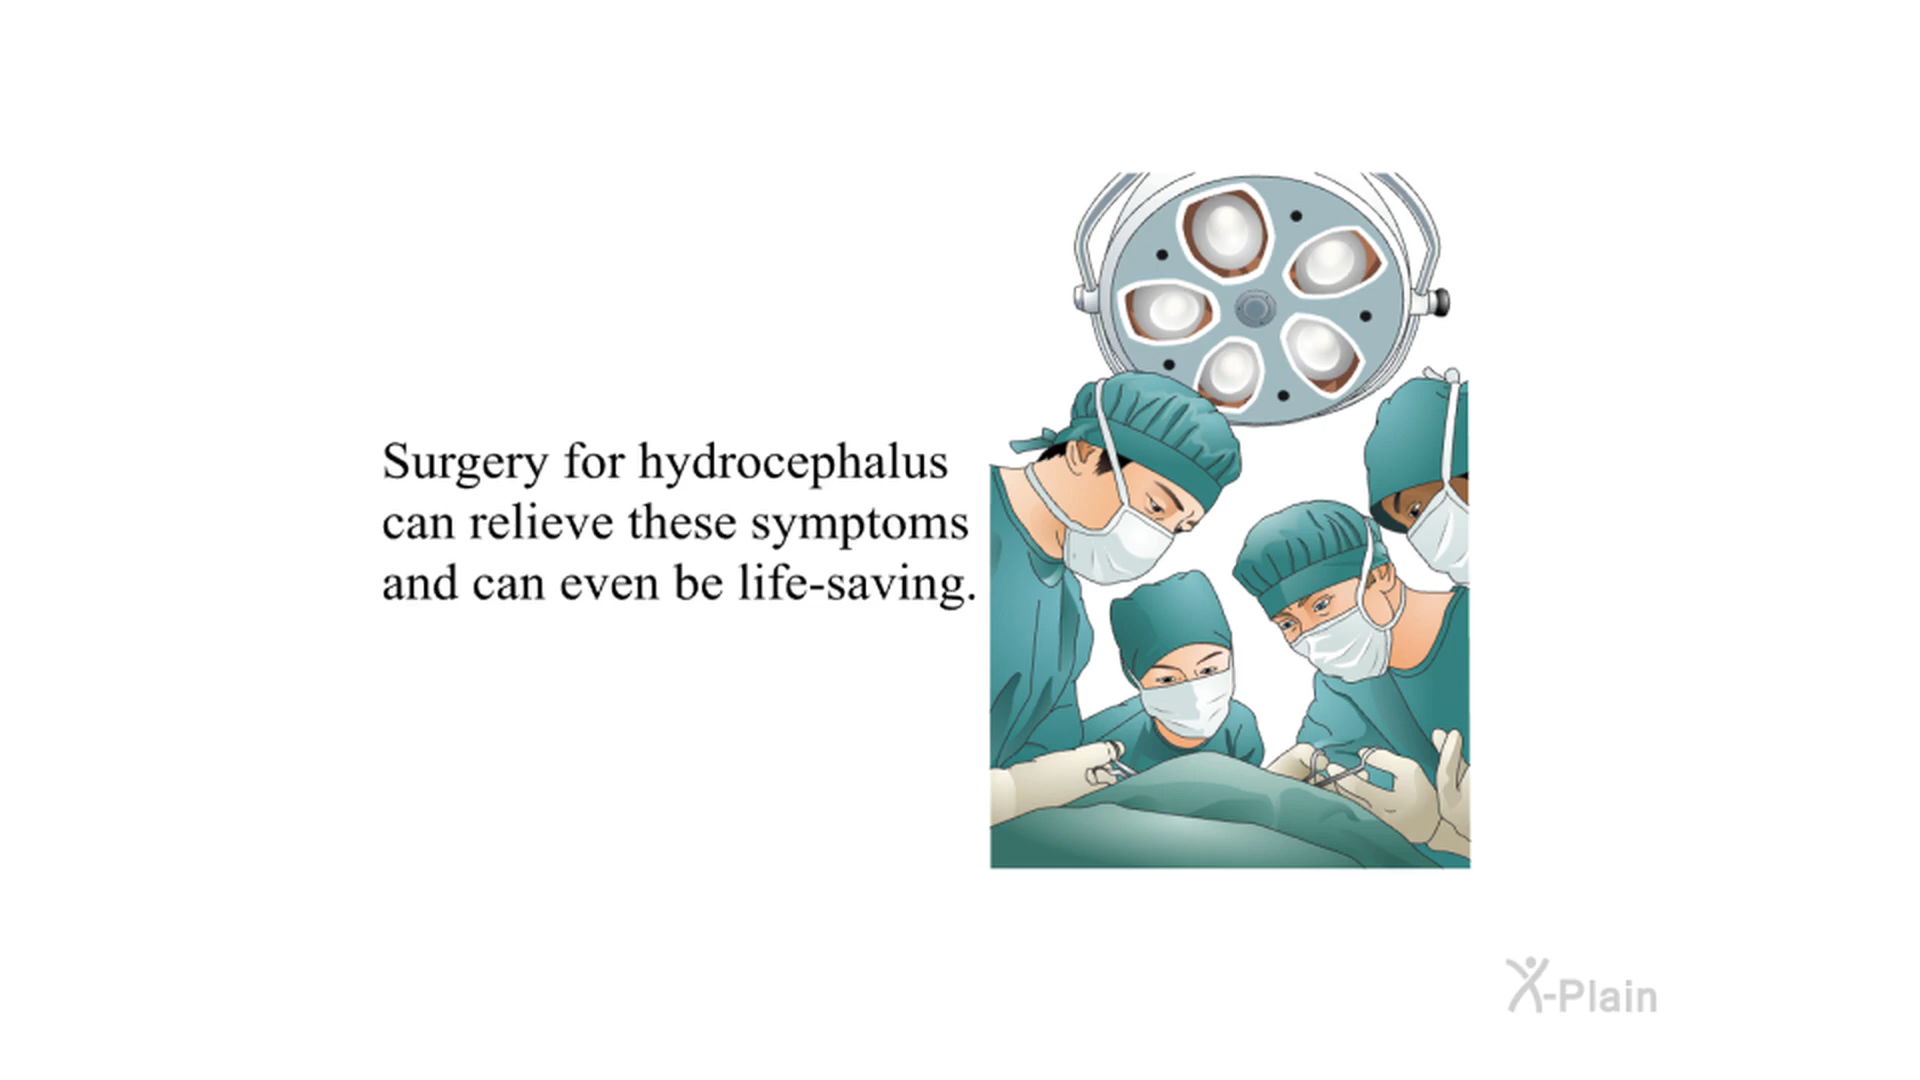 Surgery for hydrocephalus
can relieve these symptoms
and can even be life-saving.
X-Plain